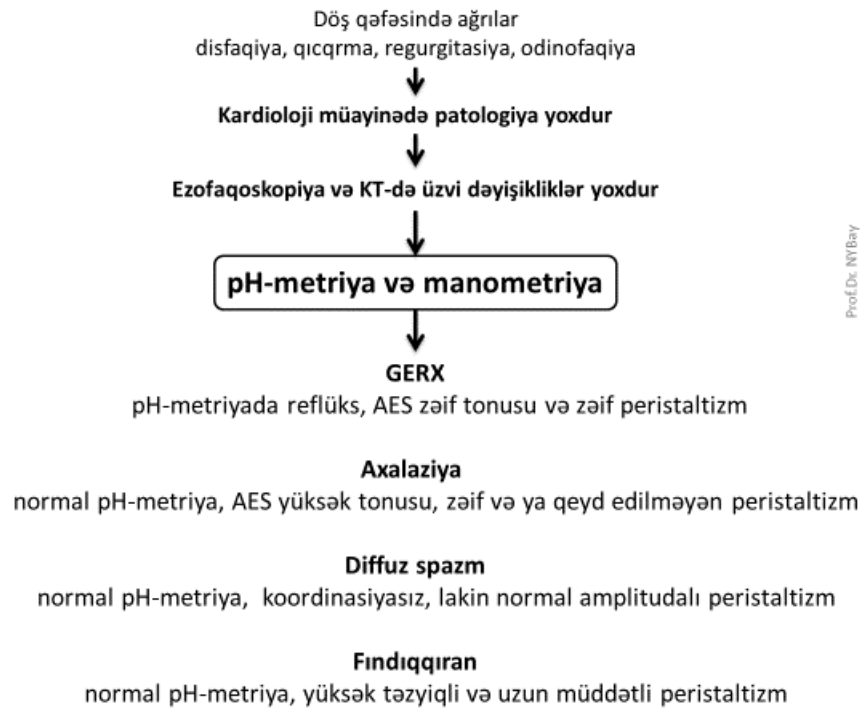 Döş qəfəsində ağrılar
disfaqiya, qıcqrma, regurgitasiya, odinofaqiya
Kardioloji müayinədə patologiya yoxdur
Ezofaqoskopiya və KT-də üzvi dəyişikliklər yoxdur
pH-metriya və manometriya
GERX
pH-metriyada reflüks, AES zəif tonusu və zəif peristaltizm
Axalaziya
normal pH-metriya, AES yüksək tonusu, zəif və ya qeyd edilməyən peristaltizm
Diffuz spazm
normal pH-metriya, koordinasiyasız, lakin normal amplitudalı peristaltizm
Fındıqqıran
normal pH-metriya, yüksək təzyiqli və uzun müddətli peristaltizm
Prof.Dr. NYBəy